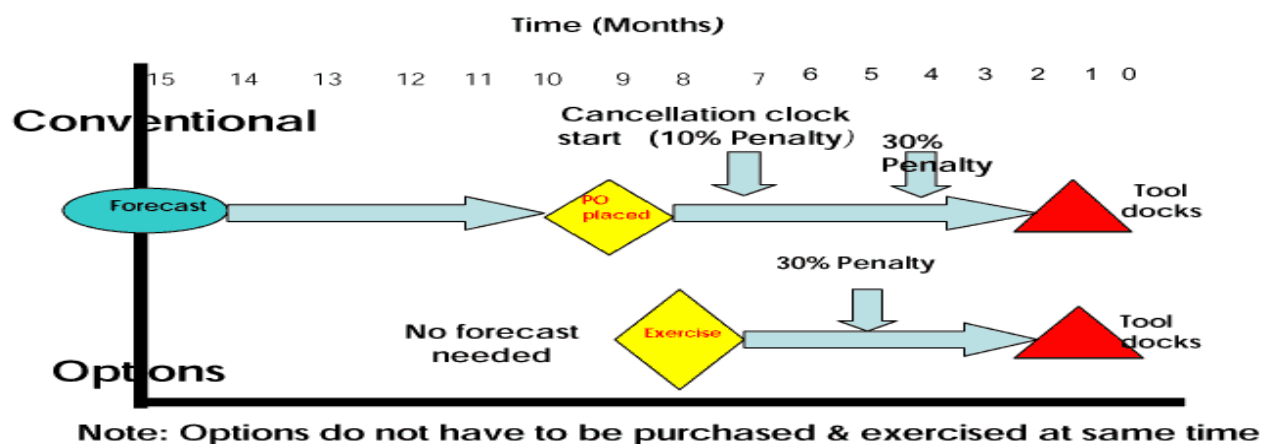 Time (Months)
15 14 13 12 11 10 9 8 7 6 5 4 3 2 1 0
Conventional
Cancellation clock
start (10% Penalty)
30%
Penalty
Forecast
PO
placed
Tool
docks
30% Penalty
No forecast
needed
Exercise
Tool
docks
Options
Note: Options do not have to be purchased & exercised at same time